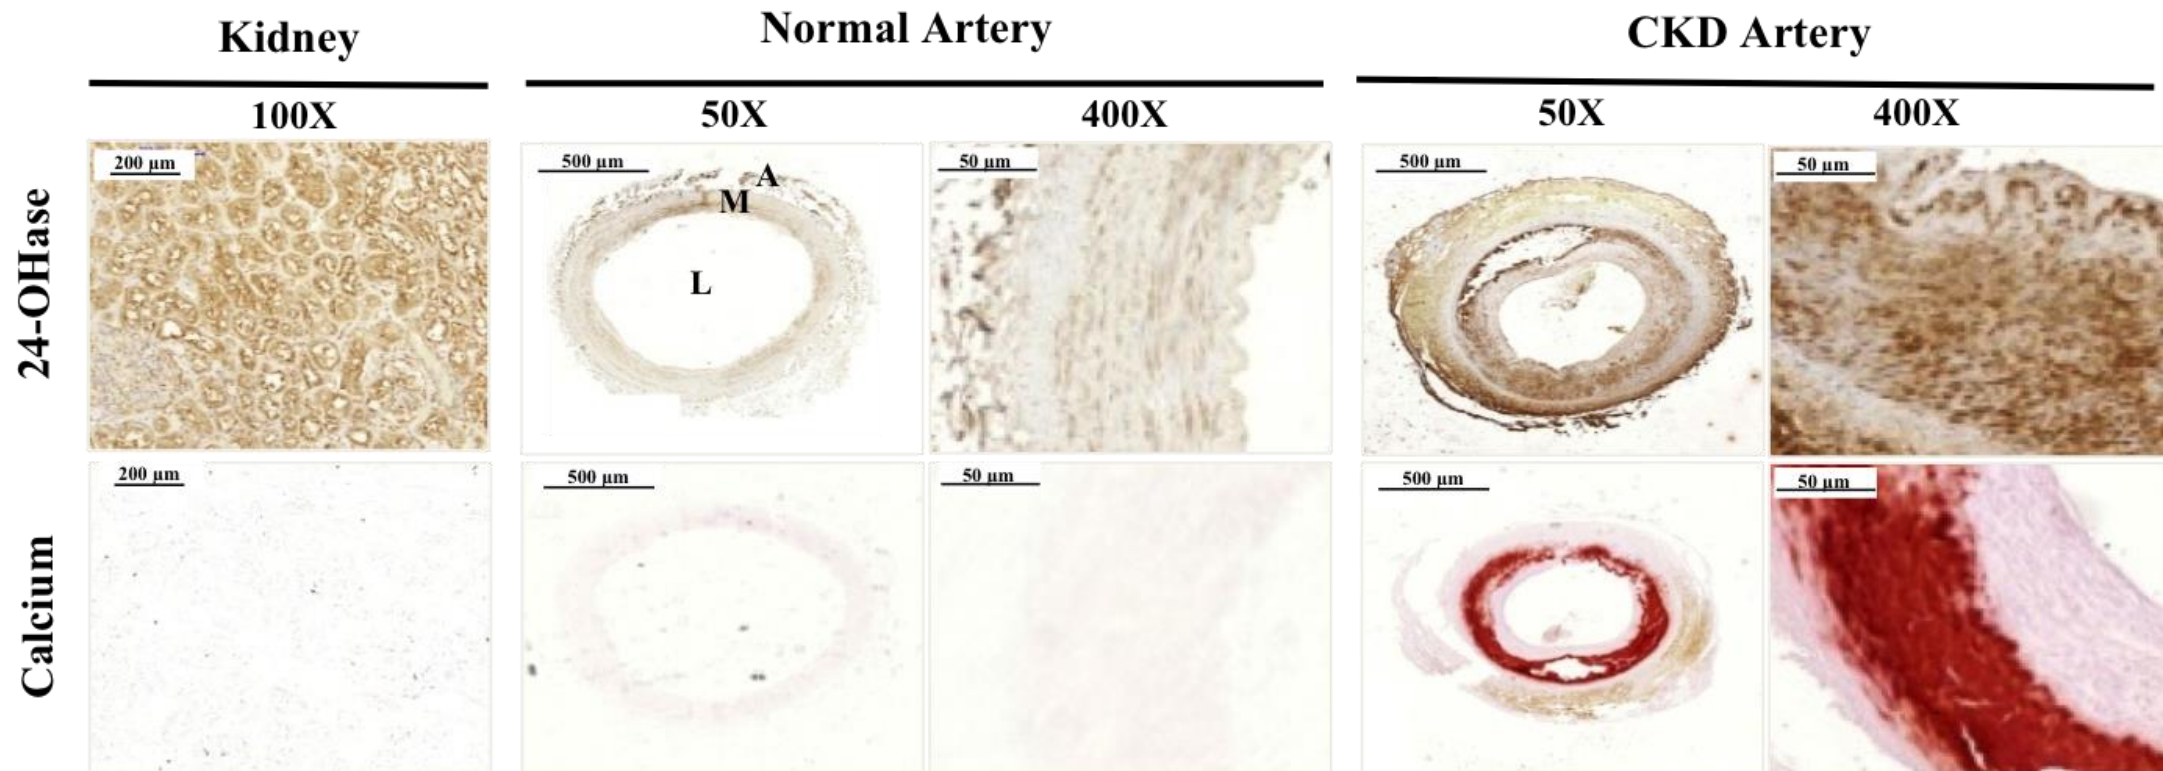 Kidney
Normal Artery
CKD Artery
100X
50X
400X
50X
400X
24-OHase
200 µm
500 µm
A
M
L
50 µm
500 µm
50 µm
Calcium
200 µm
500 µm
50 µm
500 µm
50 µm